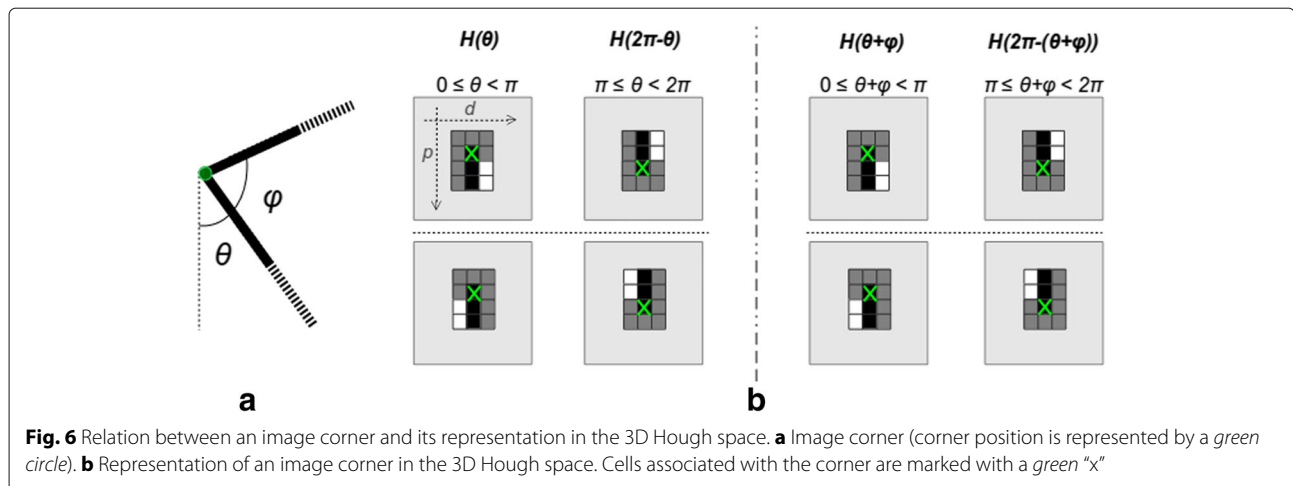 H(θ) H(2π-θ) H(θ+φ) H(2π-(θ+φ))
0 ≤ θ < π π ≤ θ < 2π 0 ≤ θ+φ < π π ≤ θ+φ < 2π
d
p
φ
θ
a b
Fig. 6 Relation between an image corner and its representation in the 3D Hough space. a Image corner (corner position is represented by a green
circle). b Representation of an image corner in the 3D Hough space. Cells associated with the corner are marked with a green “x”